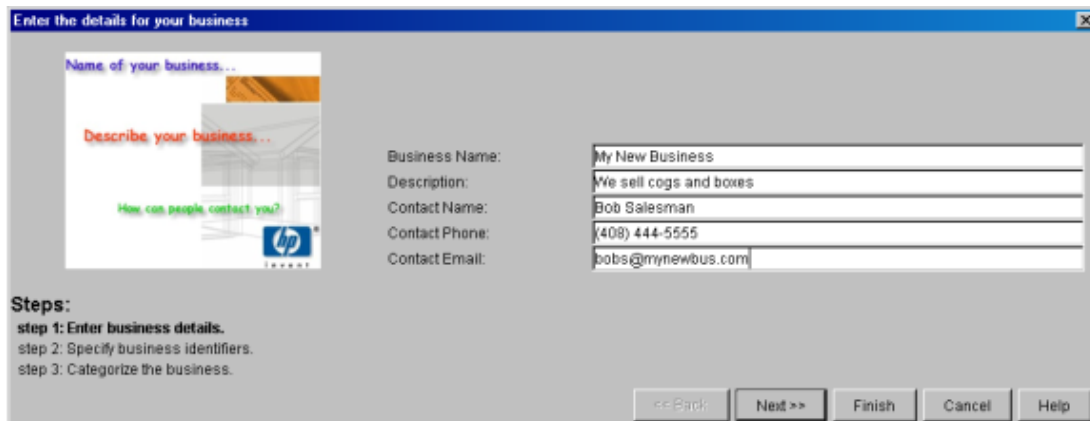 Enter the details for your business
Name of your business...
Describe your business...
How can people contact you?
hp
invent
Business Name: My New Business
Description: We sell cogs and boxes
Contact Name: Bob Salesman
Contact Phone: (408) 444-5555
Contact Email: bobs@mynewbus.com
Steps:
step 1: Enter business details.
step 2: Specify business identifiers.
step 3: Categorize the business.
<< Back Next >> Finish Cancel Help